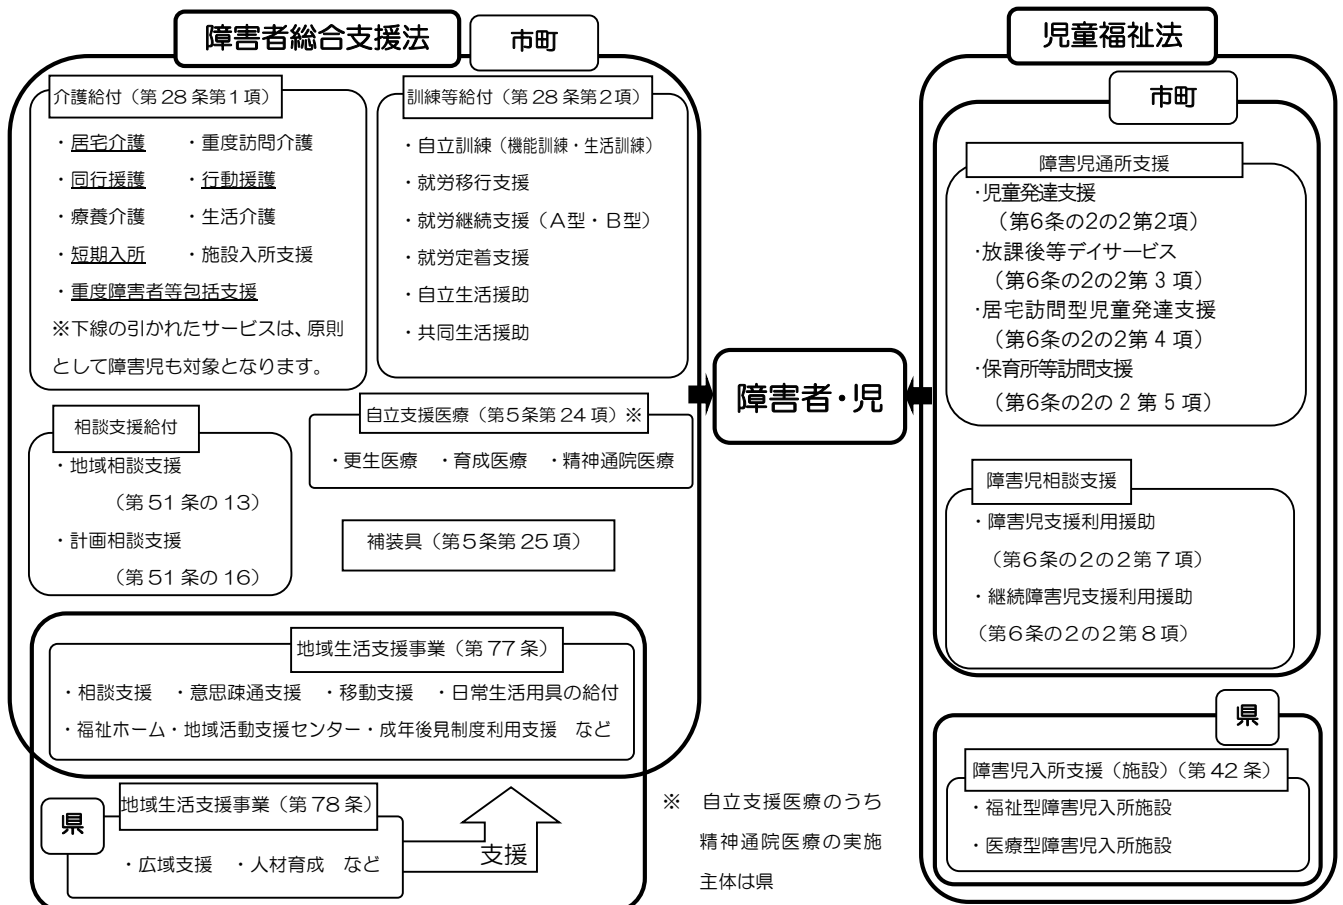 障害者総合支援法
市町
介護給付（第28条第1項）
・居宅介護　・重度訪問介護
・同行援護　・行動援護
・療養介護　・生活介護
・短期入所　・施設入所支援
・重度障害者等包括支援
※下線の引かれたサービスは、原則
として障害児も対象となります。
訓練等給付（第28条第2項）
・自立訓練（機能訓練・生活訓練）
・就労移行支援
・就労継続支援（A型・B型）
・就労定着支援
・自立生活援助
・共同生活援助
相談支援給付
・地域相談支援
（第51条の13）
・計画相談支援
（第51条の16）
自立支援医療（第5条第24項）※
・更生医療　・育成医療　・精神通院医療
補装具（第5条第25項）
地域生活支援事業（第77条）
・相談支援　・意思疎通支援　・移動支援　・日常生活用具の給付
・福祉ホーム・地域活動支援センター・成年後見制度利用支援　など
県
地域生活支援事業（第78条）
・広域支援　・人材育成　など
支援
※　自立支援医療のうち
精神通院医療の実施
主体は県
障害者・児
児童福祉法
市町
障害児通所支援
・児童発達支援
（第6条の2の2第2項）
・放課後等デイサービス
（第6条の2の2第3項）
・居宅訪問型児童発達支援
（第6条の2の2第4項）
・保育所等訪問支援
（第6条の2の2第5項）
障害児相談支援
・障害児支援利用援助
（第6条の2の2第7項）
・継続障害児支援利用援助
（第6条の2の2第8項）
県
障害児入所支援（施設）（第42条）
・福祉型障害児入所施設
・医療型障害児入所施設